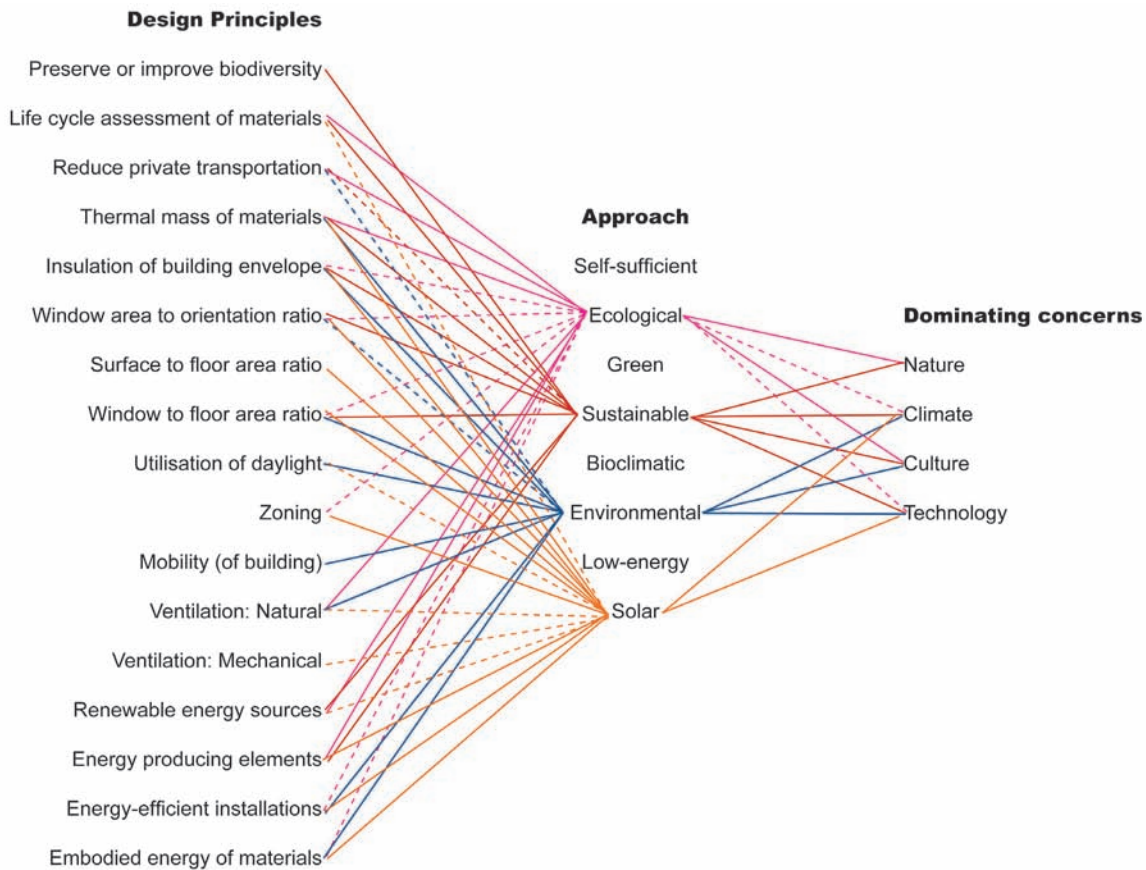 Design Principles
Preserve or improve biodiversity
Life cycle assessment of materials
Reduce private transportation
Thermal mass of materials
Insulation of building envelope
Window area to orientation ratio
Surface to floor area ratio
Window to floor area ratio
Utilisation of daylight
Zoning
Mobility (of building)
Ventilation: Natural
Ventilation: Mechanical
Renewable energy sources
Energy producing elements
Energy-efficient installations
Embodied energy of materials
Approach
Self-sufficient
Ecological
Green
Sustainable
Bioclimatic
Environmental
Low-energy
Solar
Dominating concerns
Nature
Climate
Culture
Technology